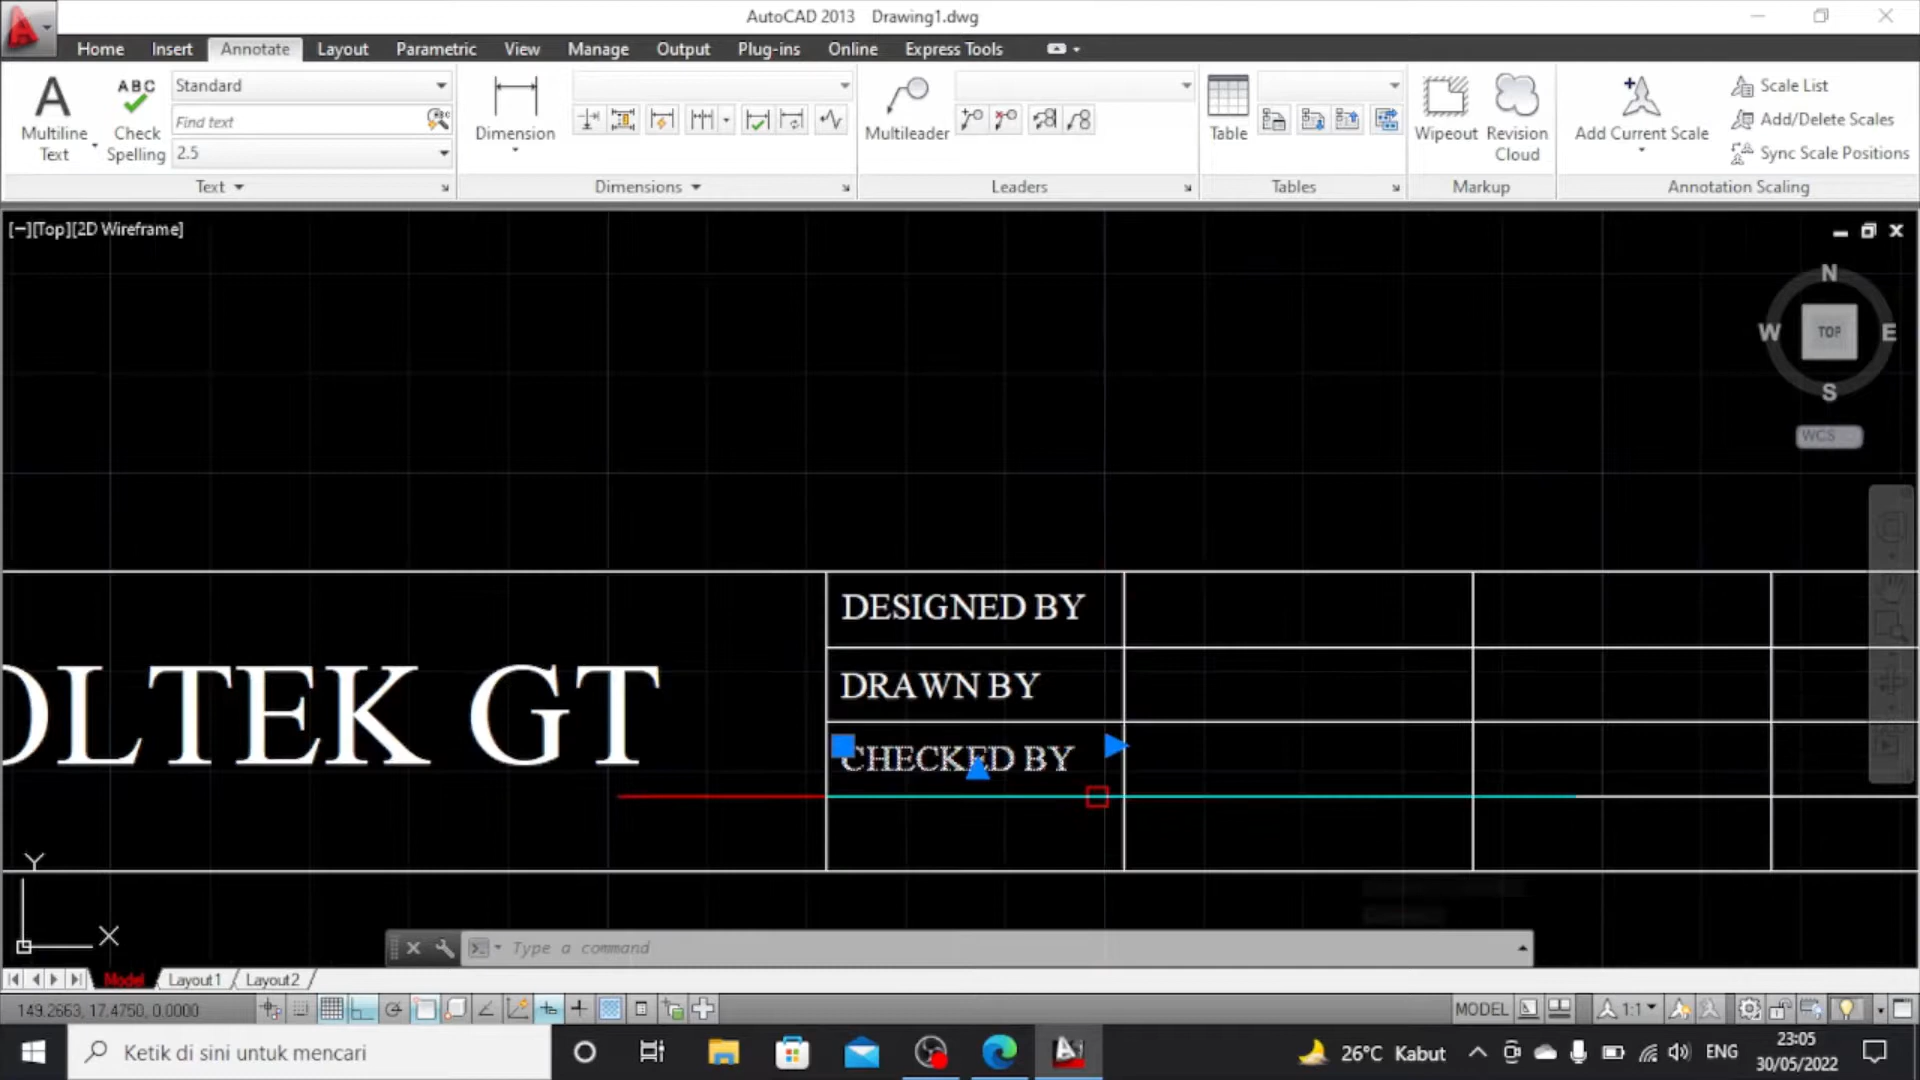 AutoCAD 2013 Drawing1.dwg
Home Insert Annotate Layout Parametric View Manage Output Plug-ins Online Express Tools
Multiline Text
ABC Check Spelling
Standard
Find text
2.5
Text
Dimension
Dimensions
Multileader
Leaders
Table
Tables
Wipeout Revision Cloud
Markup
Add Current Scale
Scale List
Add/Delete Scales
Sync Scale Positions
Annotation Scaling
[−][Top][2D Wireframe]
N
W TOP E
S
WCS
DESIGNED BY
OLTEK GT
DRAWN BY
CHECKED BY
Y
X
Type a command
Model Layout1 Layout2
149.2663, 17.4750, 0.0000
MODEL 1:1
Ketik di sini untuk mencari
26°C Kabut
ENG
23:05
30/05/2022